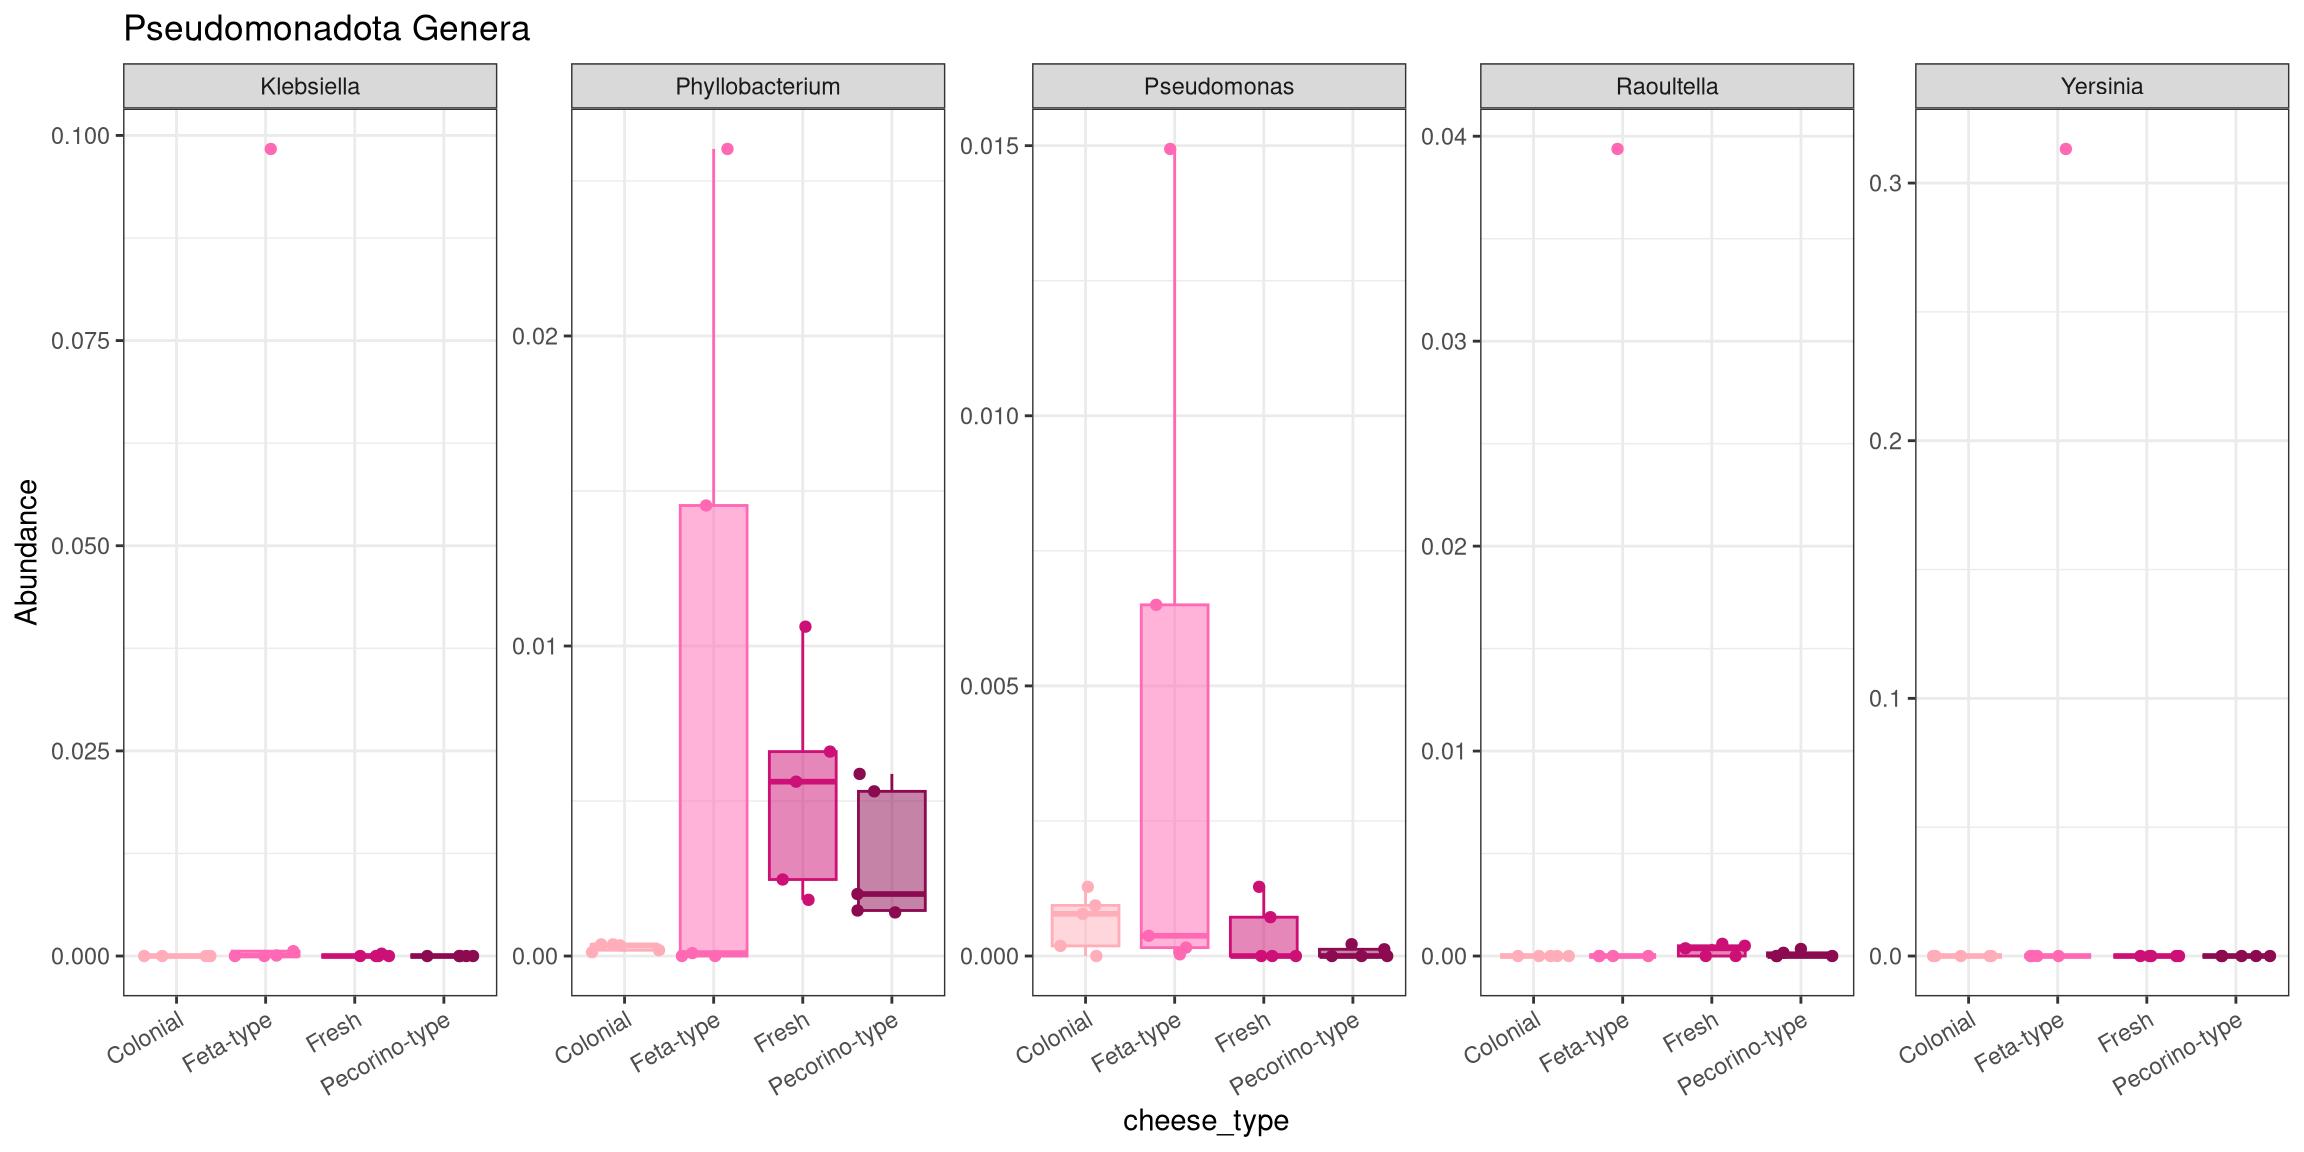 Pseudomonadota Genera
Klebsiella
Phyllobacterium
Pseudomonas
Raoultella
Yersinia
Abundance
0.100
0.075
0.050
0.025
0.000
0.02
0.01
0.00
0.015
0.010
0.005
0.000
0.04
0.03
0.02
0.01
0.00
0.3
0.2
0.1
0.0
Colonial
Feta-type
Fresh
Pecorino-type
Colonial
Feta-type
Fresh
Pecorino-type
Colonial
Feta-type
Fresh
Pecorino-type
Colonial
Feta-type
Fresh
Pecorino-type
Colonial
Feta-type
Fresh
Pecorino-type
cheese_type